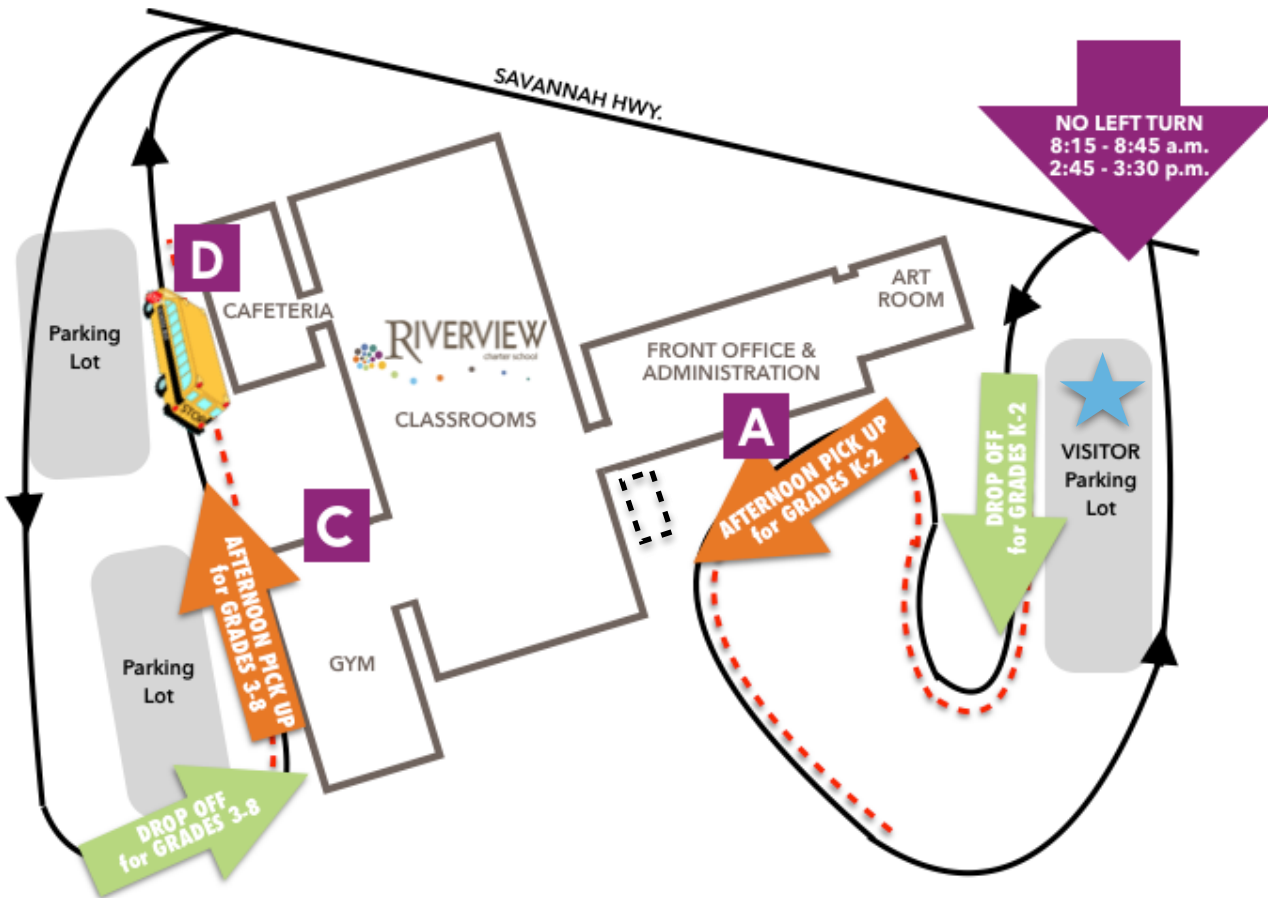 SAVANNAH HWY.
NO LEFT TURN
8:15 - 8:45 a.m.
2:45 - 3:30 p.m.
D
CAFETERIA
Parking
Lot
RIVERVIEW
charter school
CLASSROOMS
ART
ROOM
FRONT OFFICE &
ADMINISTRATION
A
AFTERNOON PICK UP
for GRADES K-2
DROP OFF
for GRADES K-2
VISITOR
Parking
Lot
STOP
C
AFTERNOON PICK UP
for GRADES 3-8
GYM
Parking
Lot
DROP OFF
for GRADES 3-8